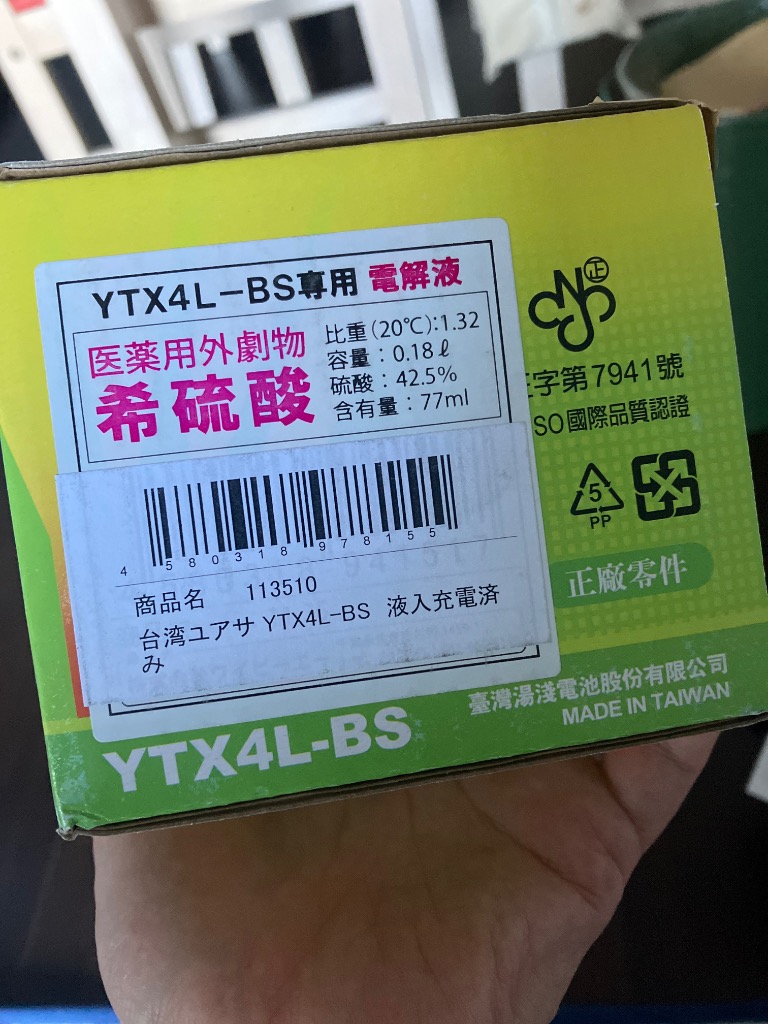 YTX4L-BS専用 電解液
医薬用外劇物
希硫酸
比重(20℃):1.32
容量:0.18ℓ
硫酸:42.5%
含有量:77ml
4 580318 978155
商品名 113510
台湾ユアサ YTX4L-BS 液入充電済
み
正
字第7941號
ISO國際品質認證
5
PP
正廠零件
臺灣湯淺電池股份有限公司
MADE IN TAIWAN
YTX4L-BS